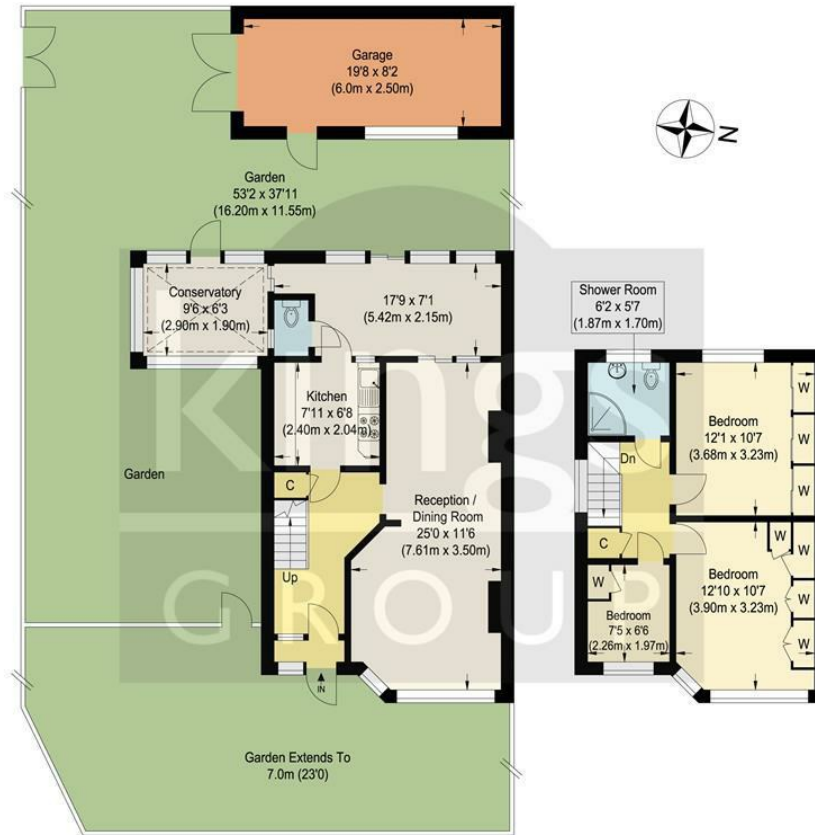 Garage
19'8 x 8'2
(6.0m x 2.50m)
N
Garden
53'2 x 37'11
(16.20m x 11.55m)
Conservatory
9'6 x 6'3
(2.90m x 1.90m)
17'9 x 7'1
(5.42m x 2.15m)
Shower Room
6'2 x 5'7
(1.87m x 1.70m)
Kitchen
7'11 x 6'8
(2.40m x 2.04m)
Bedroom
12'1 x 10'7
(3.68m x 3.23m)
W
W
W
Dn
Garden
C
Reception /
Dining Room
25'0 x 11'6
(7.61m x 3.50m)
Up
C
W
W
W
W
Bedroom
12'10 x 10'7
(3.90m x 3.23m)
W
Bedroom
7'5 x 6'6
(2.26m x 1.97m)
IN
Garden Extends To
7.0m (23'0)
kings
GROUP